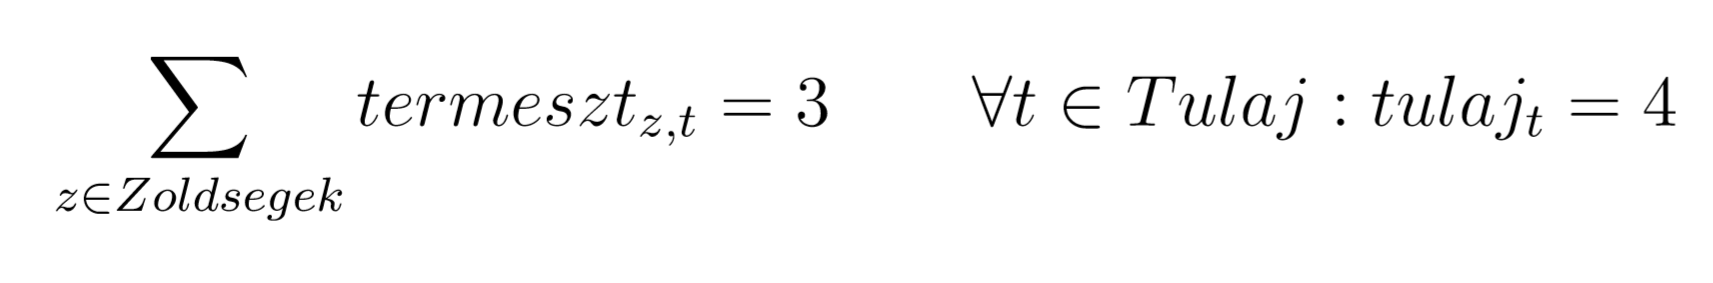 ∑_{z∈Zoldsegek} termeszt_{z,t} = 3  ∀t ∈ Tulaj : tulaj_t = 4